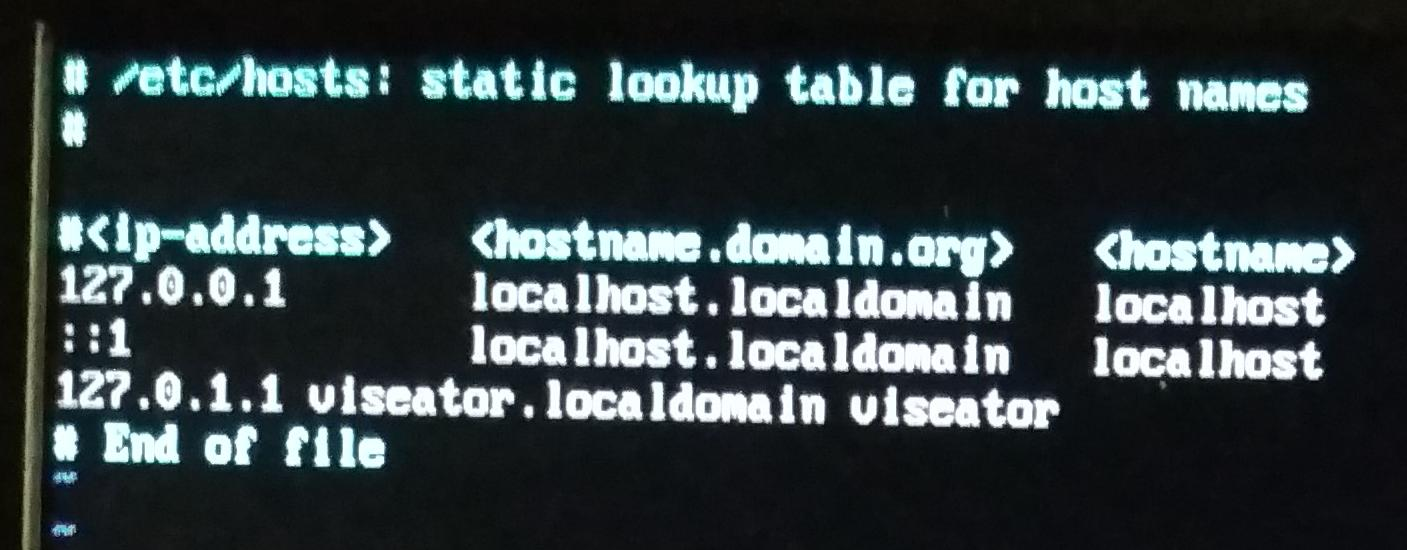 # /etc/hosts: static lookup table for host names
#
#<ip-address> <hostname.domain.org> <hostname>
127.0.0.1 localhost.localdomain localhost
::1 localhost.localdomain localhost
127.0.1.1 viseator.localdomain viseator
# End of file
~
~